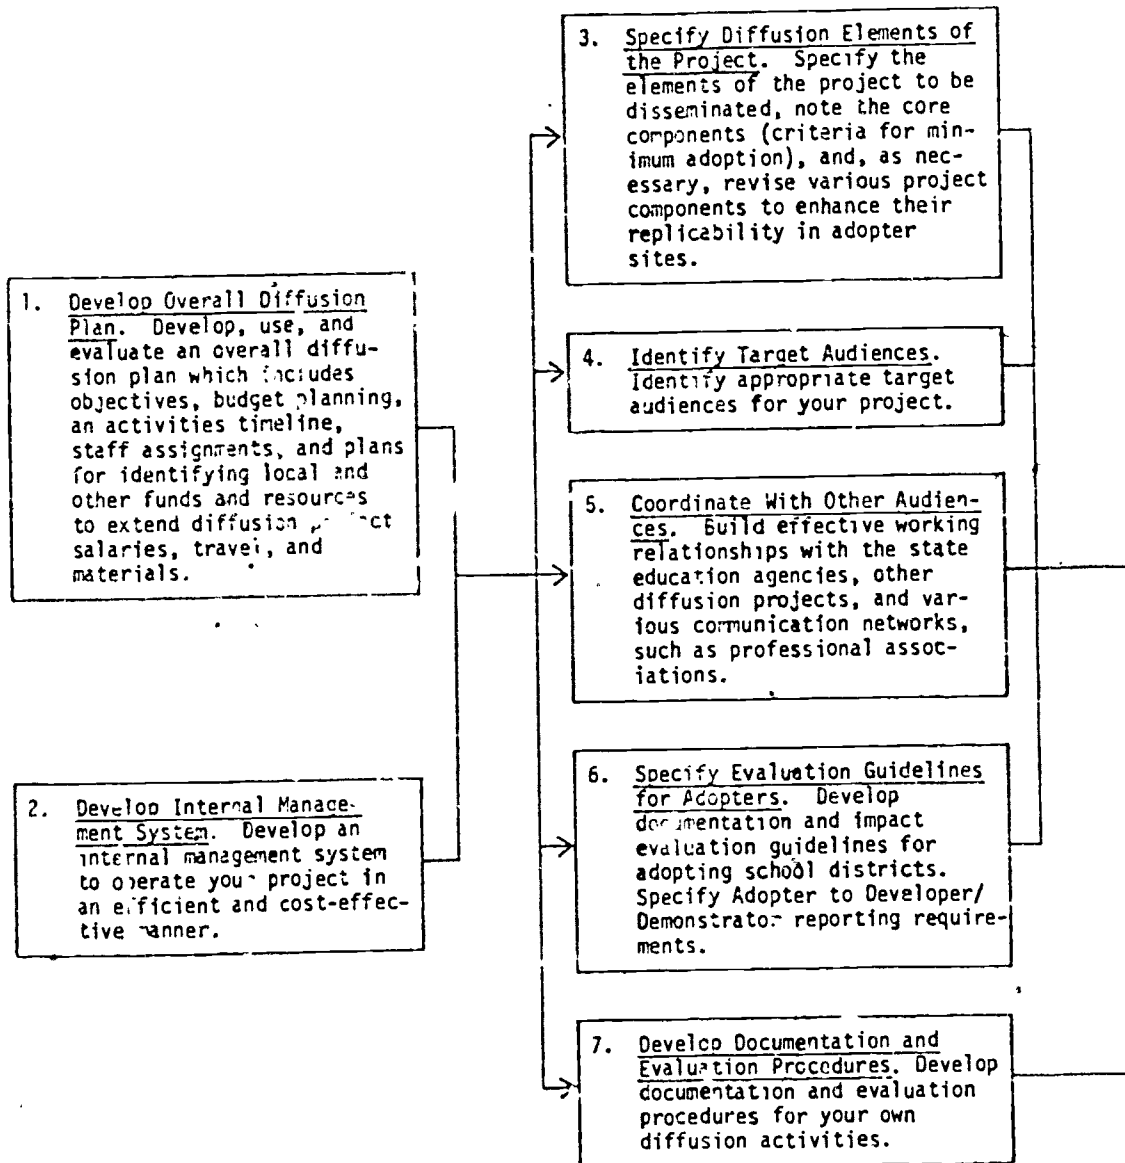 1. Develop Overall Diffusion
Plan. Develop, use, and
evaluate an overall diffu-
sion plan which includes
objectives, budget planning,
an activities timeline,
staff assignments, and plans
for identifying local and
other funds and resources
to extend diffusion
salaries, travel, and
materials.
2. Develop Internal Manage-
ment System. Develop an
internal management system
to operate your project in
an efficient and cost-effec-
tive manner.
3. Specify Diffusion Elements of
the Project. Specify the
elements of the project to be
disseminated, note the core
components (criteria for min-
imum adoption), and, as nec-
essary, revise various project
components to enhance their
replicability in adopter
sites.
4. Identify Target Audiences.
Identify appropriate target
audiences for your project.
5. Coordinate With Other Audien-
ces. Build effective working
relationships with the state
education agencies, other
diffusion projects, and var-
ious communication networks,
such as professional assoc-
iations.
6. Specify Evaluation Guidelines
for Adopters. Develop
documentation and impact
evaluation guidelines for
adopting school districts.
Specify Adopter to Developer/
Demonstrator reporting require-
ments.
7. Develop Documentation and
Evaluation Procedures. Develop
documentation and evaluation
procedures for your own
diffusion activities.